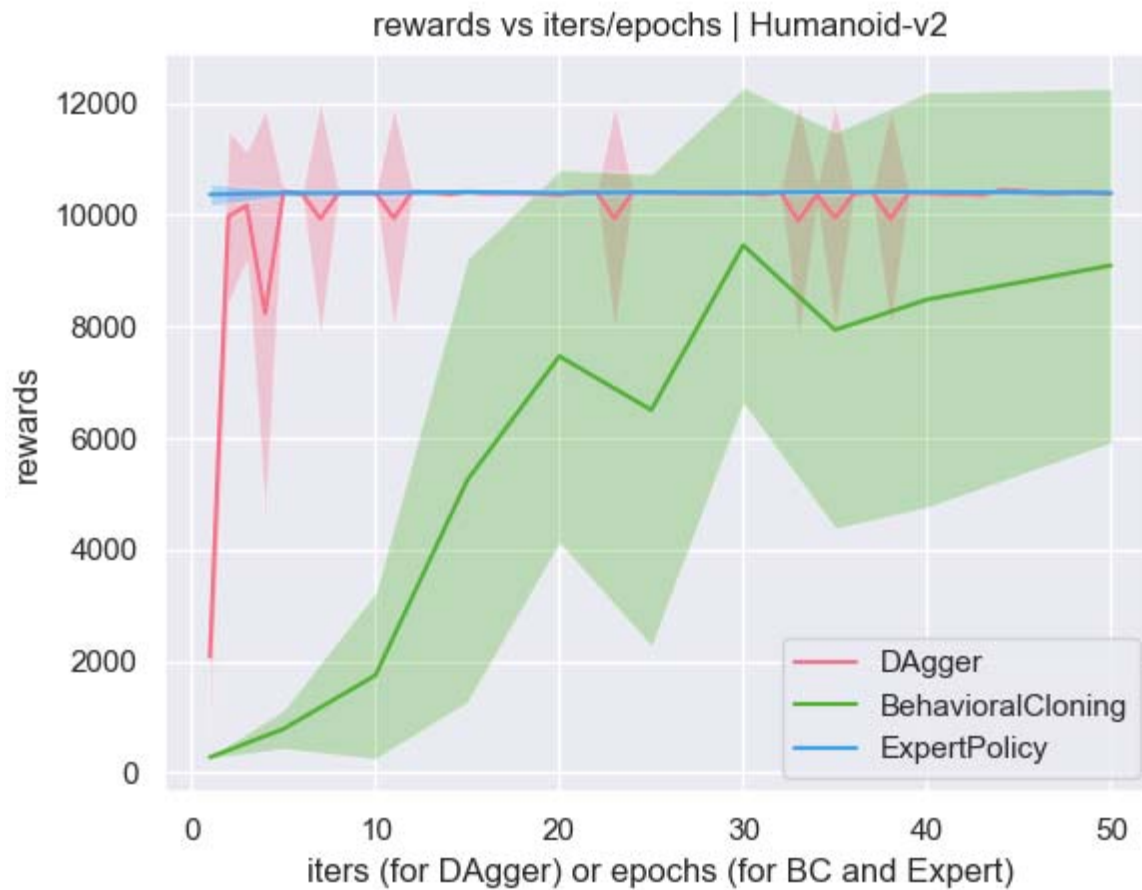 rewards vs iters/epochs | Humanoid-v2
12000
10000
8000
6000
4000
2000
0
rewards
DAgger
BehavioralCloning
ExpertPolicy
0 10 20 30 40 50
iters (for DAgger) or epochs (for BC and Expert)